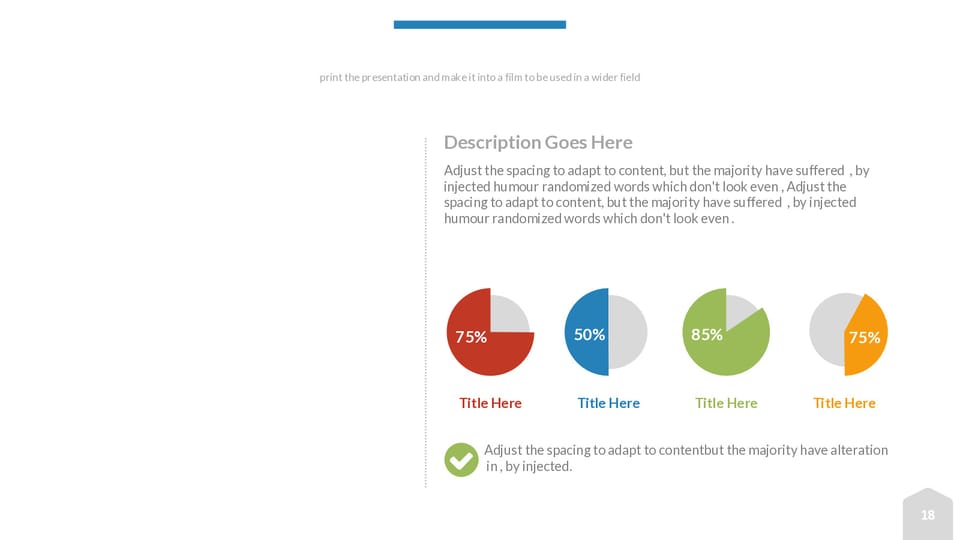 print the presentation and make it into a film to be used in a wider field
Description Goes Here
Adjust the spacing to adapt to content, but the majority have suffered , by
injected humour randomized words which don't look even , Adjust the
spacing to adapt to content, but the majority have suffered , by injected
humour randomized words which don't look even .
75%
50%
85%
75%
Title Here
Title Here
Title Here
Title Here
Adjust the spacing to adapt to contentbut the majority have alteration
in , by injected.
18